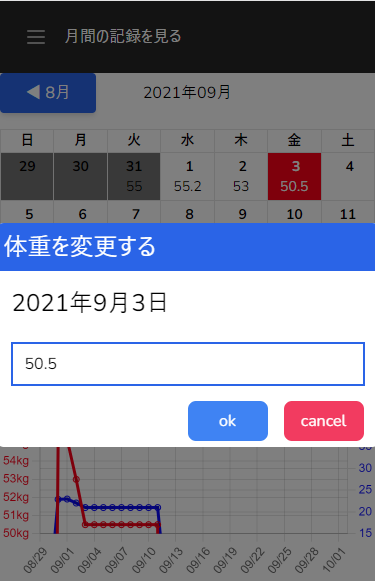 月間の記録を見る
◀ 8月
2021年09月
日 月 火 水 木 金 土
29 30 31 1 2 3 4
55 55.2 53 50.5
5 6 7 8 9 10 11
体重を変更する
2021年9月3日
50.5
ok cancel
54kg
53kg
52kg
51kg
50kg
35
30
25
20
15
08/29 09/01 09/04 09/07 09/10 09/13 09/16 09/19 09/22 09/25 09/28 10/01